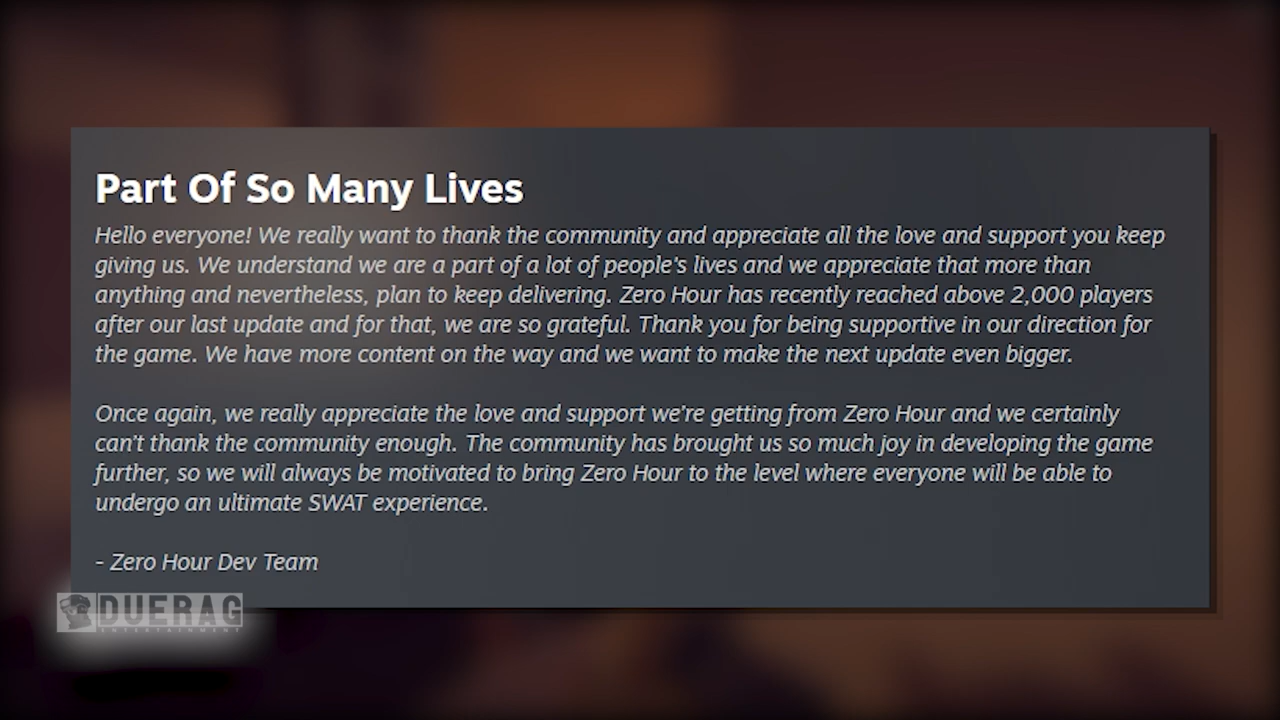 Part Of So Many Lives
Hello everyone! We really want to thank the community and appreciate all the love and support you keep
giving us. We understand we are a part of a lot of people's lives and we appreciate that more than
anything and nevertheless, plan to keep delivering. Zero Hour has recently reached above 2,000 players
after our last update and for that, we are so grateful. Thank you for being supportive in our direction for
the game. We have more content on the way and we want to make the next update even bigger.
Once again, we really appreciate the love and support we're getting from Zero Hour and we certainly
can't thank the community enough. The community has brought us so much joy in developing the game
further, so we will always be motivated to bring Zero Hour to the level where everyone will be able to
undergo an ultimate SWAT experience.
- Zero Hour Dev Team
DUERAG
ENTERTAINMENT